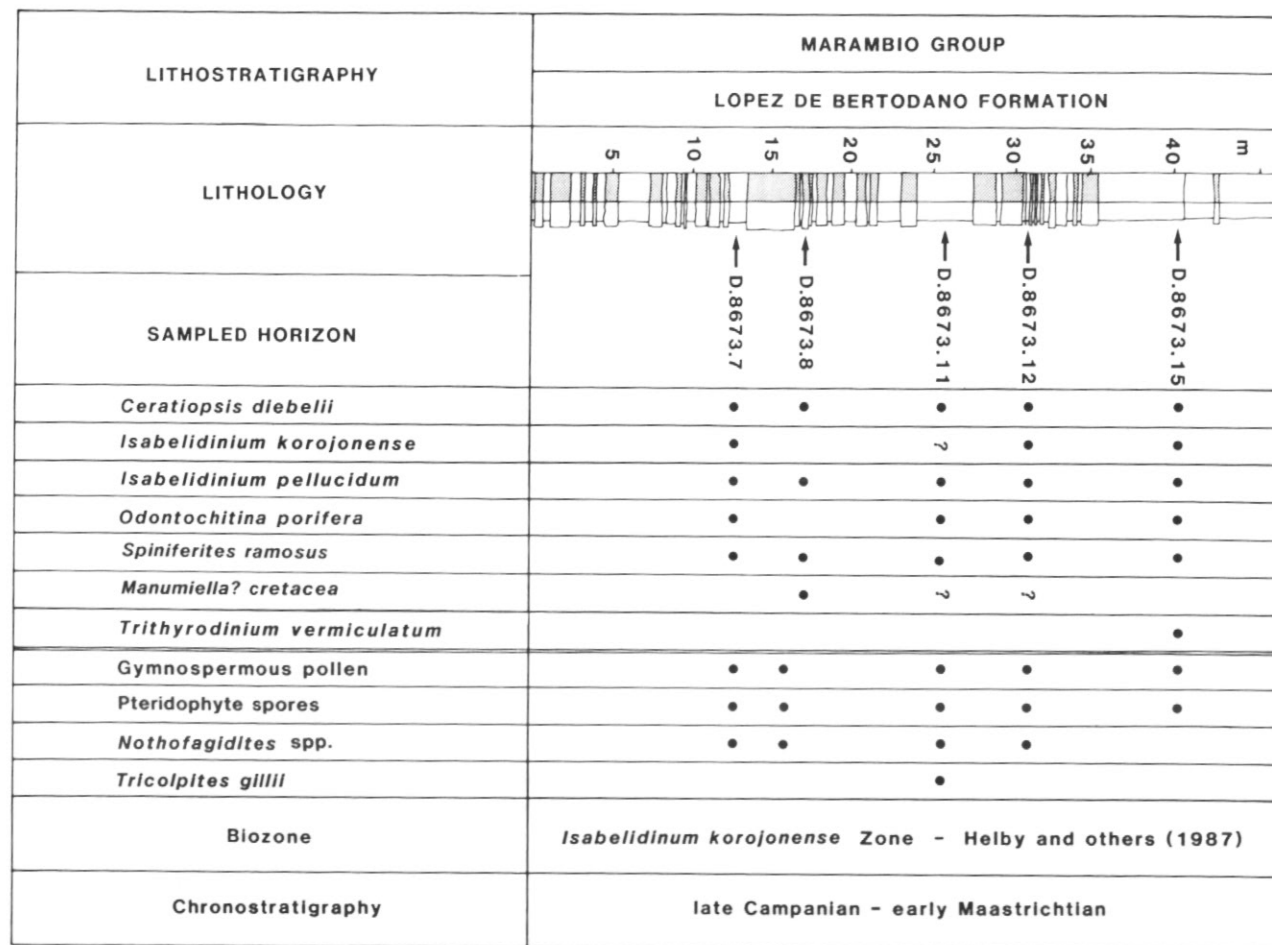 LITHOSTRATIGRAPHY
MARAMBIO GROUP
LOPEZ DE BERTODANO FORMATION
LITHOLOGY
5 10 15 20 25 30 35 40 m
SAMPLED HORIZON
D.8673.7 D.8673.8 D.8673.11 D.8673.12 D.8673.15
Ceratiopsis diebelii
Isabelidinium korojonense ?
Isabelidinium pellucidum
Odontochitina porifera
Spiniferites ramosus
Manumiella? cretacea ? ?
Trithyrodinium vermiculatum
Gymnospermous pollen
Pteridophyte spores
Nothofagidites spp.
Tricolpites gillii
Biozone
Isabelidinum korojonense Zone – Helby and others (1987)
Chronostratigraphy
late Campanian – early Maastrichtian